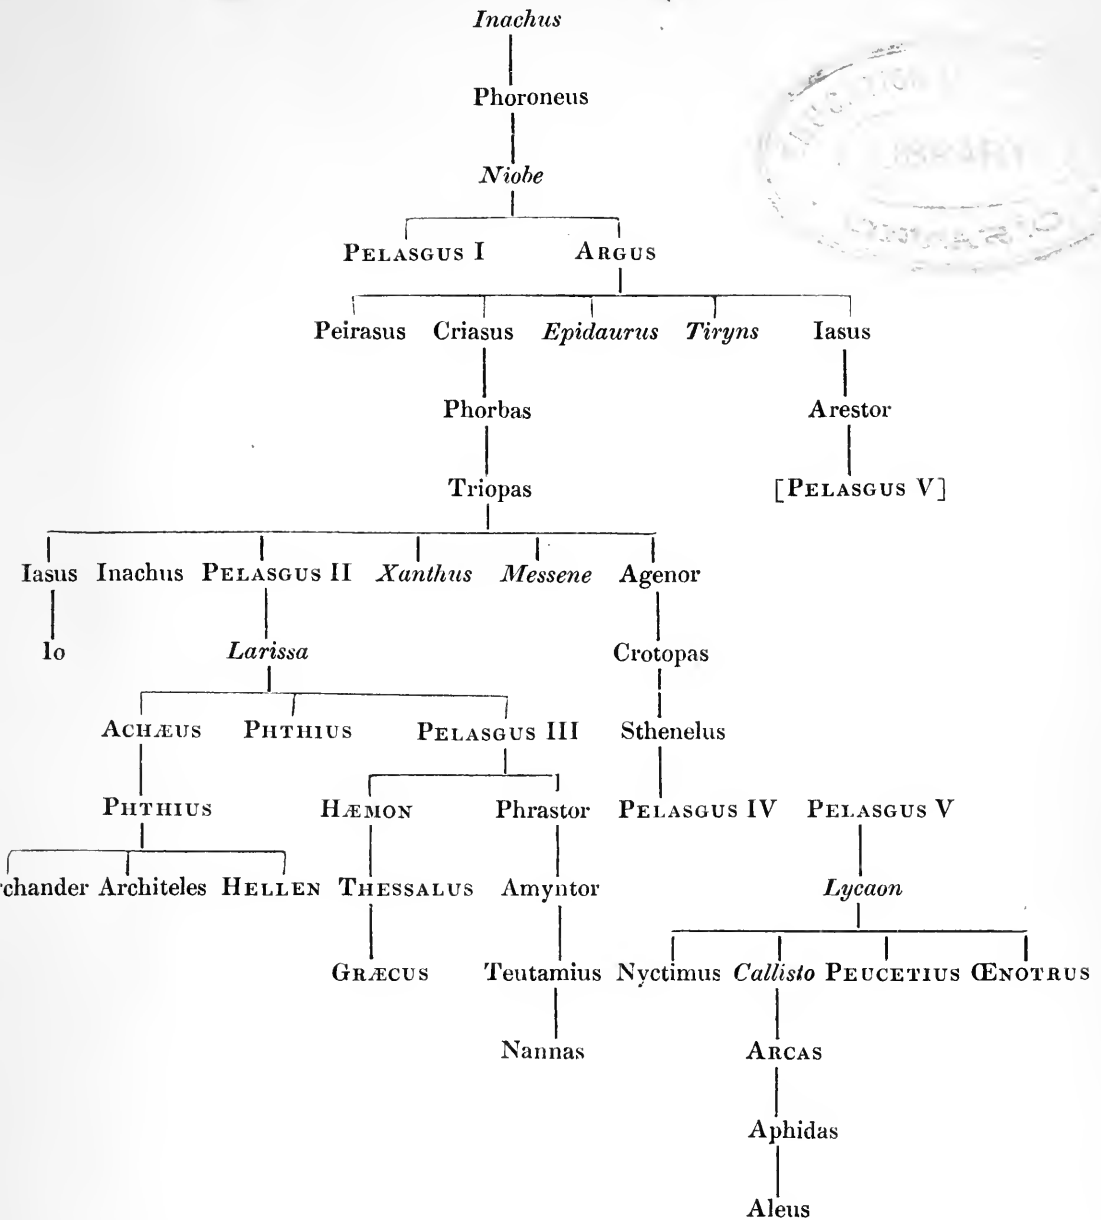 Inachus
Phoroneus
Niobe
PELASGUS I ARGUS
Peirasus Criasus Epidaurus Tiryns Iasus
Phorbas Arestor
Triopas [PELASGUS V]
Iasus Inachus PELASGUS II Xanthus Messene Agenor
Io Larissa Crotopas
ACHÆUS PHTHIUS PELASGUS III Sthenelus
PHTHIUS HÆMON Phrastor PELASGUS IV PELASGUS V
chander Architeles HELLEN THESSALUS Amyntor Lycaon
GRÆCUS Teutamius Nyctimus Callisto PEUCETIUS ŒNOTRUS
Nannas ARCAS
Aphidas
Aleus